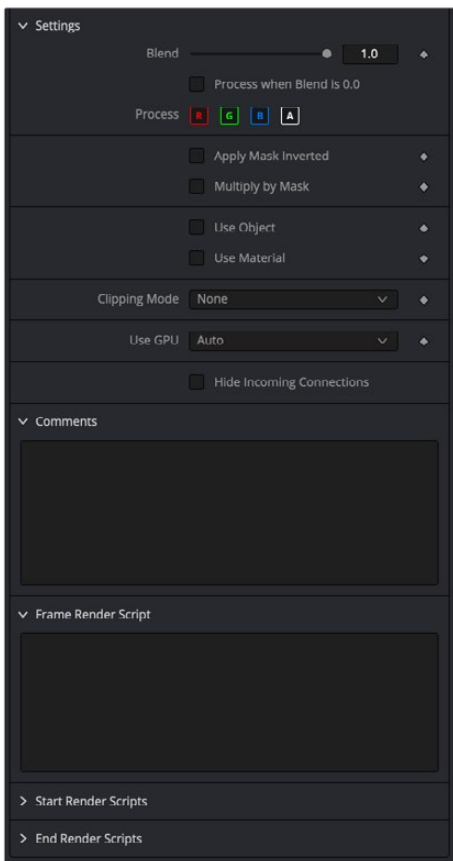 Settings
Blend 1.0
Process when Blend is 0.0
Process R G B A
Apply Mask Inverted
Multiply by Mask
Use Object
Use Material
Clipping Mode None
Use GPU Auto
Hide Incoming Connections
Comments
Frame Render Script
Start Render Scripts
End Render Scripts